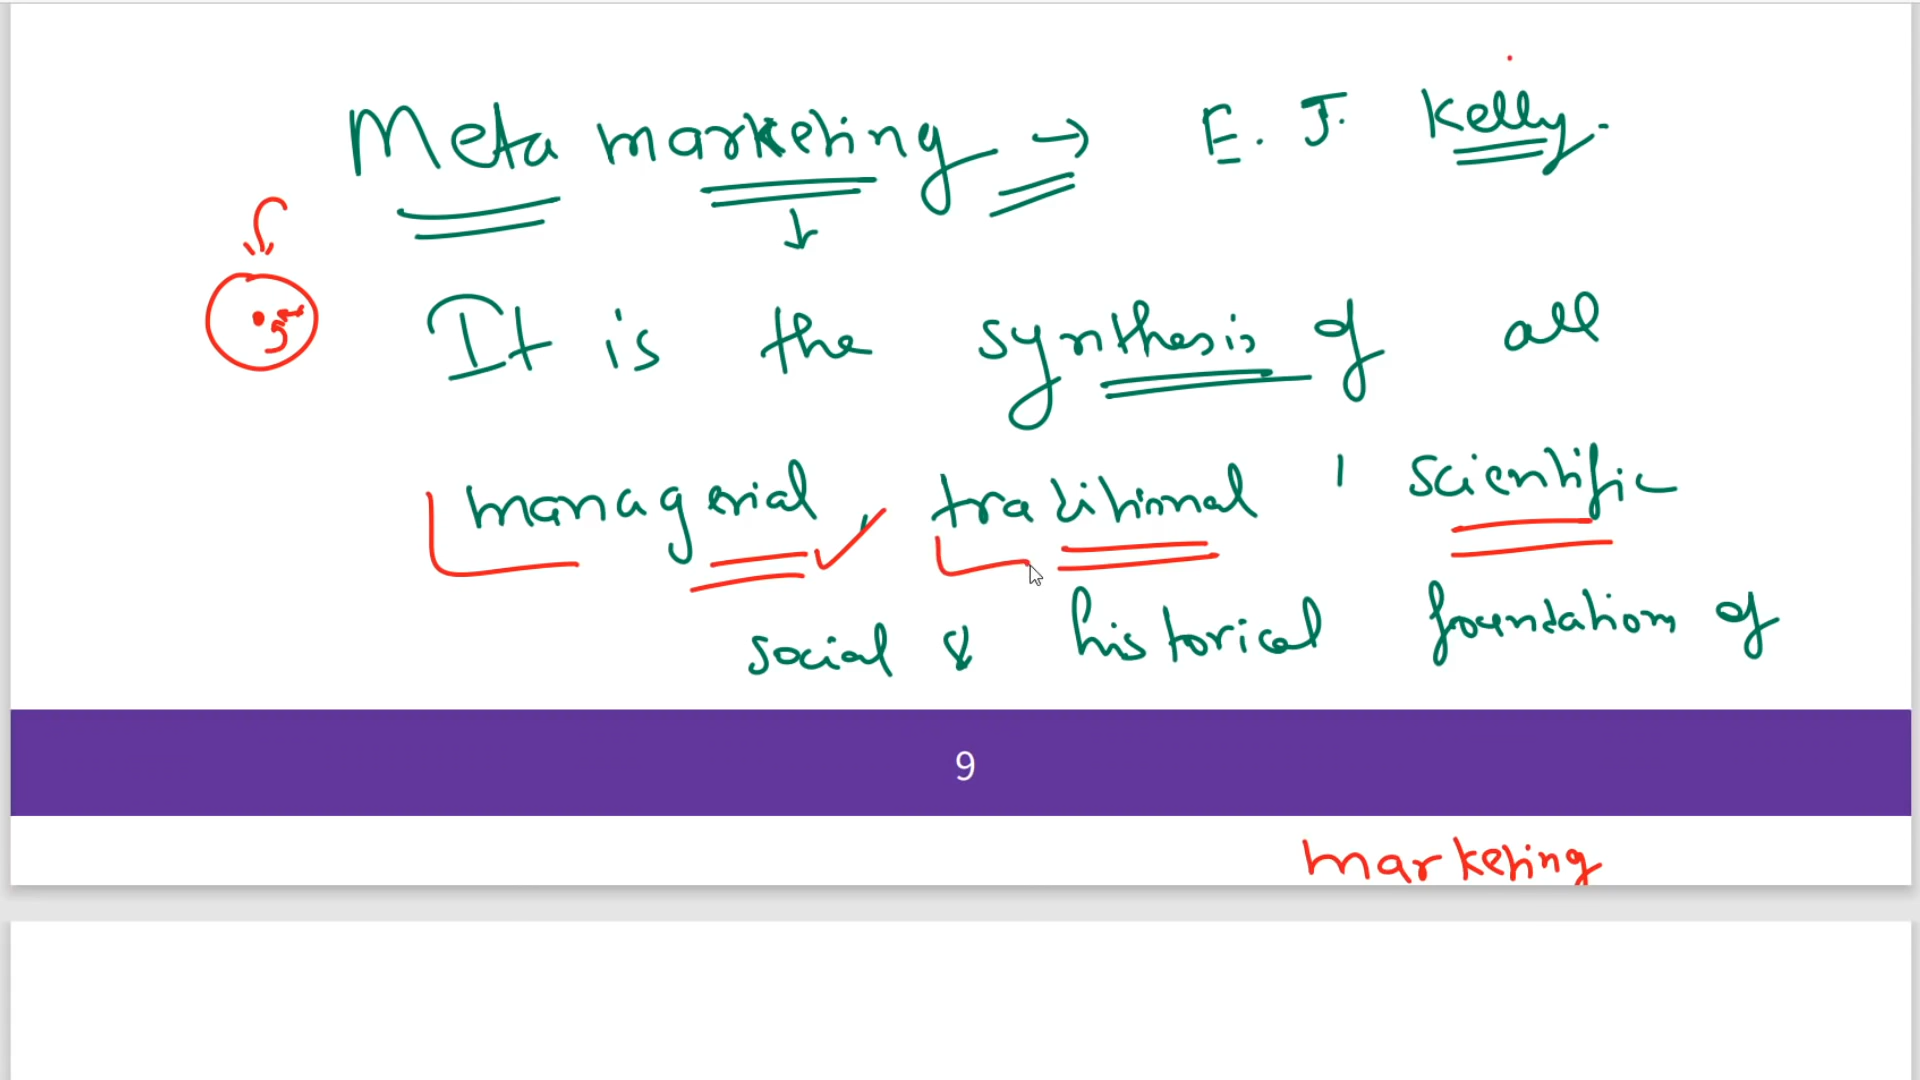 Meta marketing → E. J. Kelly.
It is the synthesis of all
managerial, traditional, scientific
social & historical foundation of
9
marketing